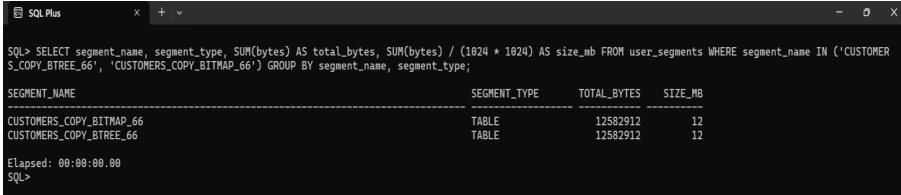 SQL Plus
SQL> SELECT segment_name, segment_type, SUM(bytes) AS total_bytes, SUM(bytes) / (1024 * 1024) AS size_mb FROM user_segments WHERE segment_name IN ('CUSTOMER
S_COPY_BTREE_66', 'CUSTOMERS_COPY_BITMAP_66') GROUP BY segment_name, segment_type;
SEGMENT_NAME SEGMENT_TYPE TOTAL_BYTES SIZE_MB
-------------------------------------------------------------------------------- ------------------ ----------- ----------
CUSTOMERS_COPY_BITMAP_66 TABLE 12582912 12
CUSTOMERS_COPY_BTREE_66 TABLE 12582912 12
Elapsed: 00:00:00.00
SQL>